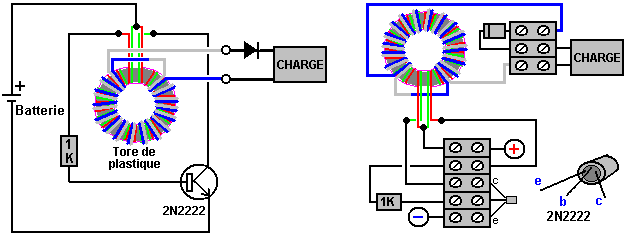 +
Batterie
1
K
Tore de
plastique
CHARGE
2N2222
CHARGE
+
c
1K
−
e
e
b
c
2N2222